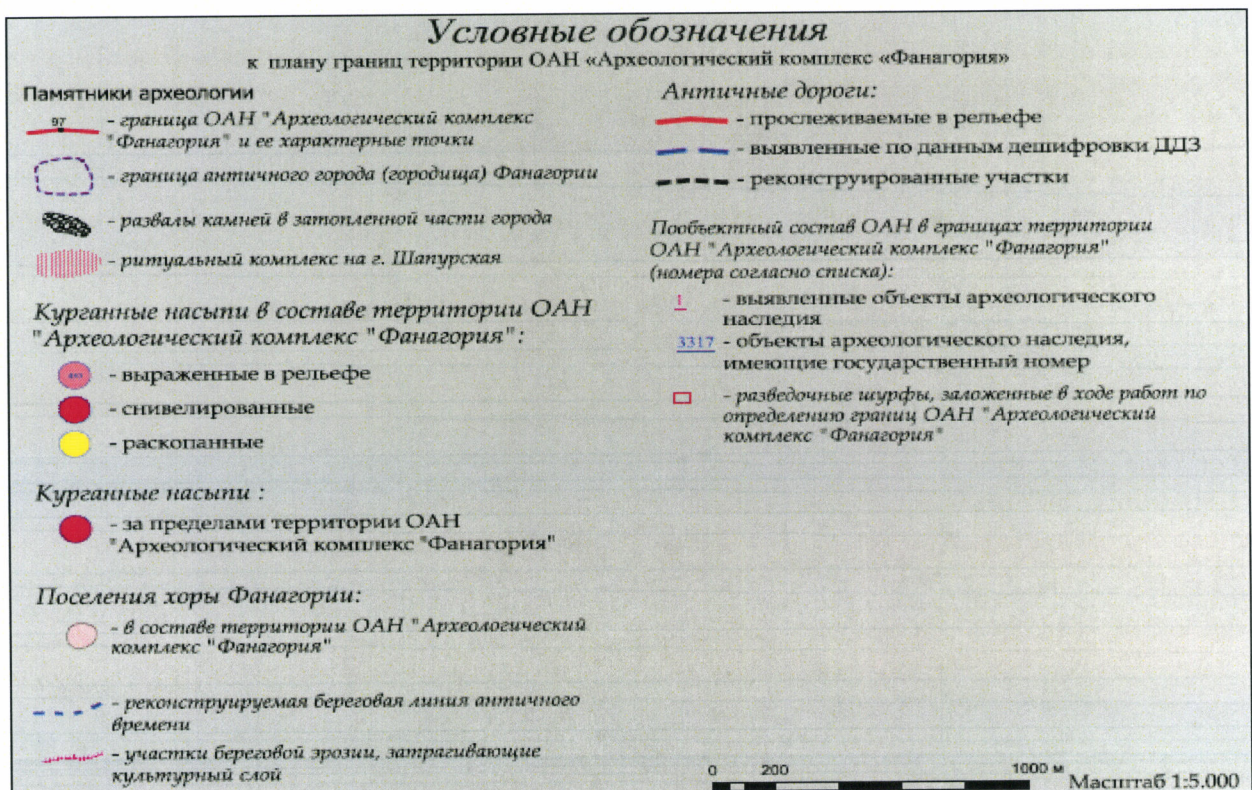 Условные обозначения
к плану границ территории ОАН «Археологический комплекс «Фанагория»
Памятники археологии
97
- граница ОАН "Археологический комплекс
"Фанагория" и ее характерные точки
- граница античного города (городища) Фанагории
- развалы камней в затопленной части города
- ритуальный комплекс на г. Шапурская
Курганные насыпи в составе территории ОАН
"Археологический комплекс "Фанагория":
- выраженные в рельефе
- снивелированные
- раскопанные
Курганные насыпи :
- за пределами территории ОАН
"Археологический комплекс "Фанагория"
Поселения хоры Фанагории:
- в составе территории ОАН "Археологический
комплекс "Фанагория"
- реконструируемая береговая линия античного
времени
- участки береговой эрозии, затрагивающие
культурный слой
Античные дороги:
- прослеживаемые в рельефе
- выявленные по данным дешифровки ДДЗ
- реконструированные участки
Пообъектный состав ОАН в границах территории
ОАН "Археологический комплекс "Фанагория"
(номера согласно списка):
1 - выявленные объекты археологического
наследия
3317 - объекты археологического наследия,
имеющие государственный номер
- разведочные шурфы, заложенные в ходе работ по
определению границ ОАН "Археологический
комплекс "Фанагория"
0 200 1000 м
Масштаб 1:5.000